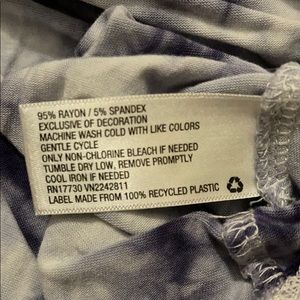 95% RAYON / 5% SPANDEX
EXCLUSIVE OF DECORATION
MACHINE WASH COLD WITH LIKE COLORS
GENTLE CYCLE
ONLY NON-CHLORINE BLEACH IF NEEDED
TUMBLE DRY LOW, REMOVE PROMPTLY
COOL IRON IF NEEDED
RN17730 VN2242811
LABEL MADE FROM 100% RECYCLED PLASTIC